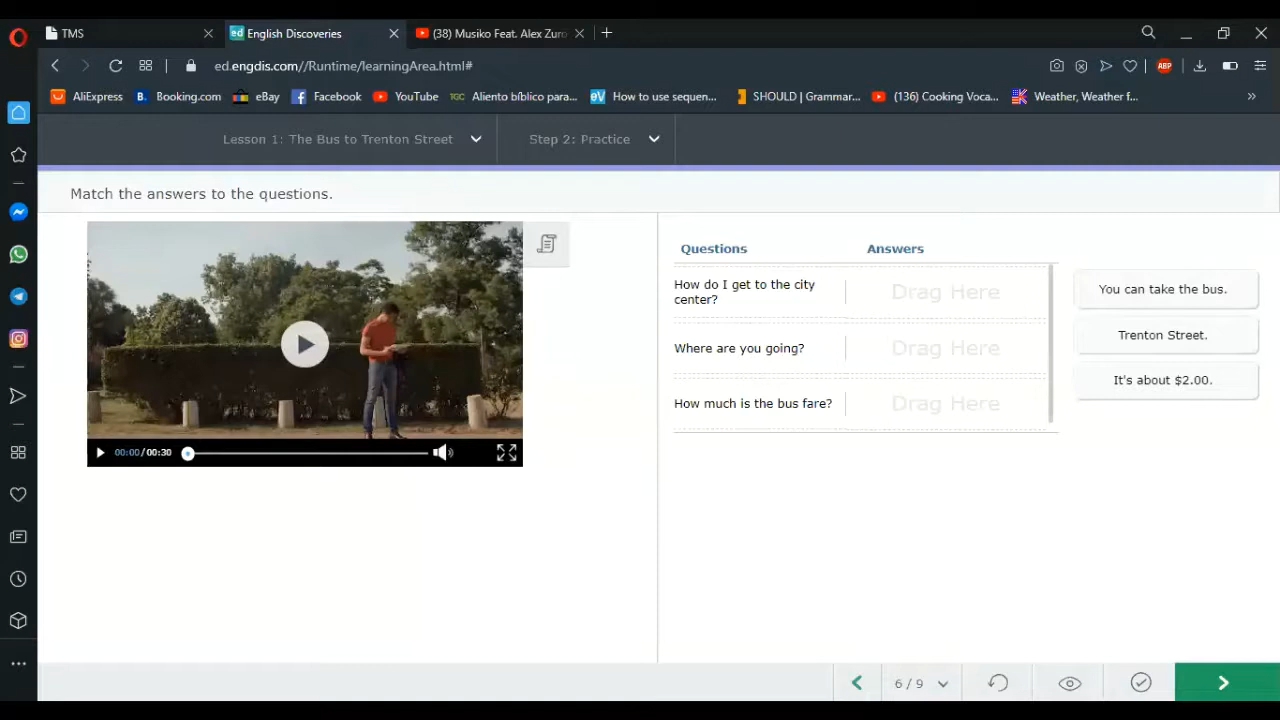 TMS
English Discoveries
(38) Musiko Feat. Alex Zuro
ed.engdis.com//Runtime/learningArea.html#
ABP
AliExpress
Booking.com
eBay
Facebook
YouTube
TGC Aliento bíblico para...
How to use sequen...
SHOULD | Grammar...
(136) Cooking Voca...
Weather, Weather f...
Lesson 1: The Bus to Trenton Street
Step 2: Practice
Match the answers to the questions.
Questions
Answers
How do I get to the city
center?
Drag Here
You can take the bus.
Where are you going?
Drag Here
Trenton Street.
How much is the bus fare?
Drag Here
It's about $2.00.
00:00/00:30
6 / 9